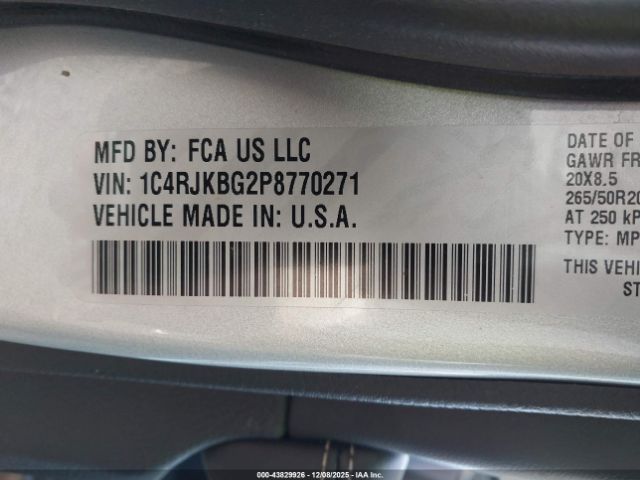 MFD BY: FCA US LLC
VIN: 1C4RJKBG2P8770271
VEHICLE MADE IN: U.S.A.
DATE OF
GAWR FR
20X8.5
265/50R20
AT 250 kP
TYPE: MP
THIS VEHI
ST
000-43829926 | 12/08/2025 | IAA Inc.